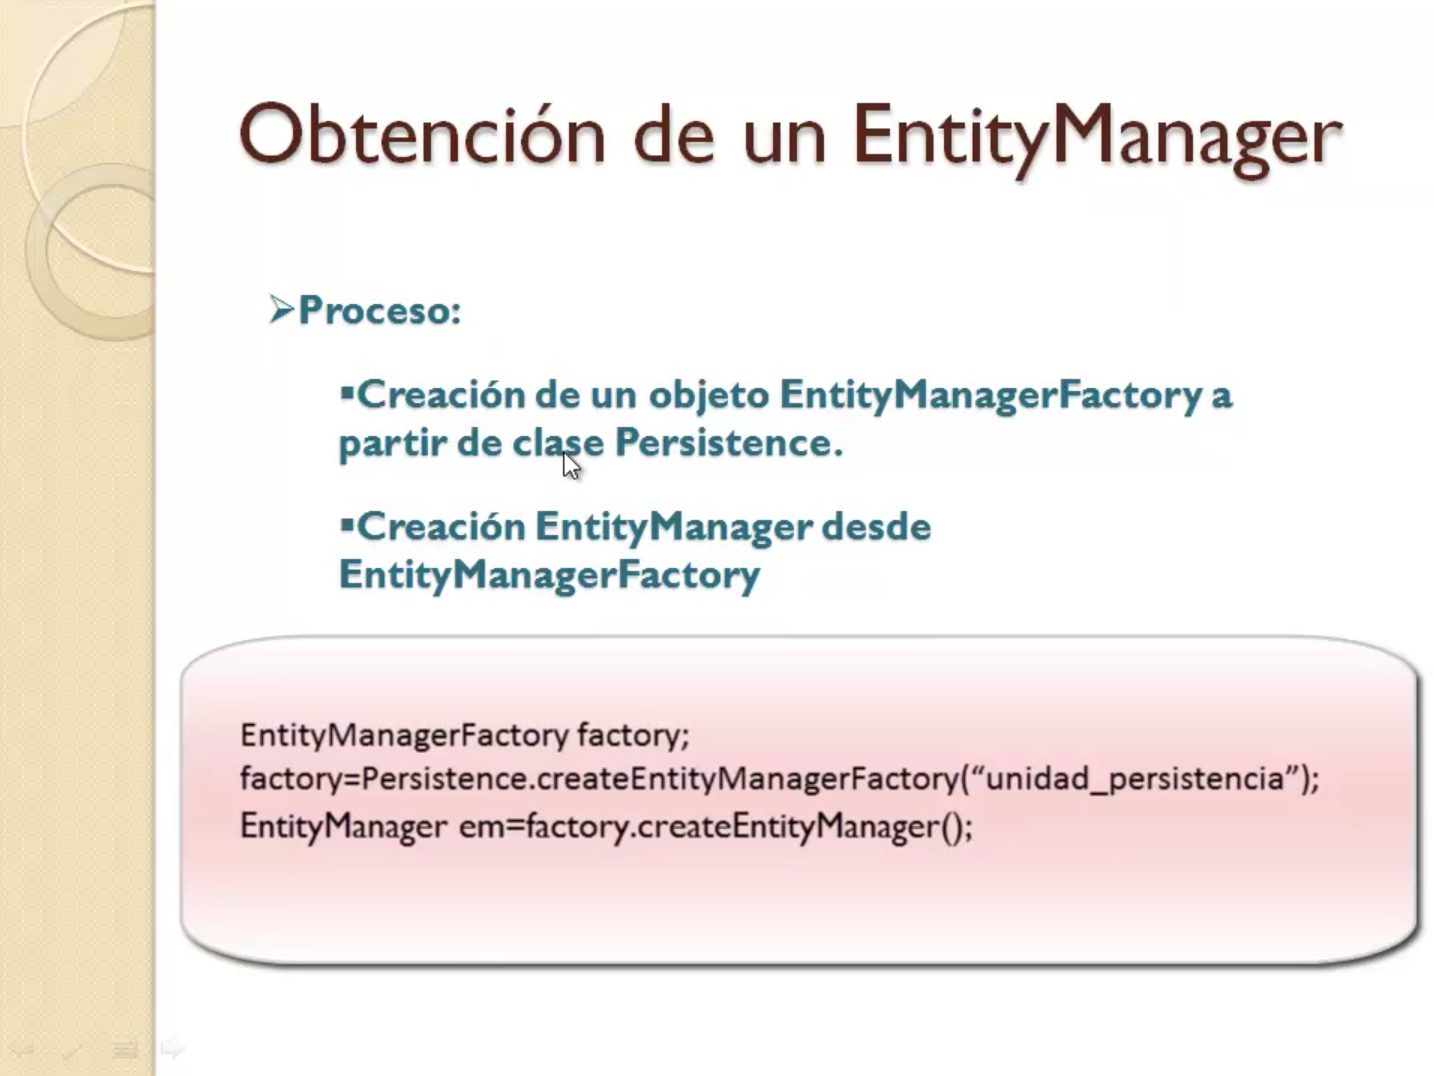 Obtención de un EntityManager
➢Proceso:
▪Creación de un objeto EntityManagerFactory a
partir de clase Persistence.
▪Creación EntityManager desde
EntityManagerFactory
EntityManagerFactory factory;
factory=Persistence.createEntityManagerFactory(“unidad_persistencia”);
EntityManager em=factory.createEntityManager();